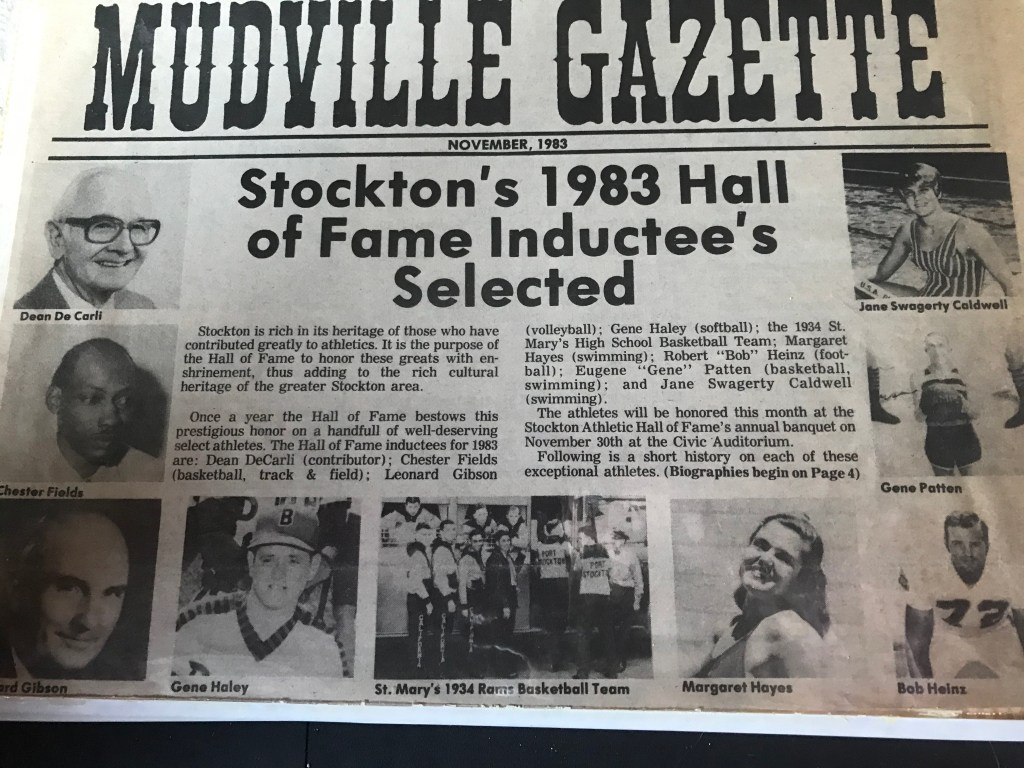 MUDVILLE GAZETTE
NOVEMBER, 1983
Stockton's 1983 Hall
of Fame Inductee's
Selected
Dean De Carli
Jane Swagerty Caldwell
U.S.A.
Stockton is rich in its heritage of those who have
contributed greatly to athletics. It is the purpose of
the Hall of Fame to honor these greats with en-
shrinement, thus adding to the rich cultural
heritage of the greater Stockton area.
Once a year the Hall of Fame bestows this
prestigious honor on a handfull of well-deserving
select athletes. The Hall of Fame inductees for 1983
are: Dean DeCarli (contributor); Chester Fields
(basketball, track & field); Leonard Gibson
(volleyball); Gene Haley (softball); the 1934 St.
Mary's High School Basketball Team; Margaret
Hayes (swimming); Robert "Bob" Heinz (foot-
ball); Eugene "Gene" Patten (basketball,
swimming); and Jane Swagerty Caldwell
(swimming).
The athletes will be honored this month at the
Stockton Athletic Hall of Fame's annual banquet on
November 30th at the Civic Auditorium.
Following is a short history on each of these
exceptional athletes. (Biographies begin on Page 4)
Chester Fields
Gene Patten
B
PORT
STOCKTON
PORT
STOCKT
73
ard Gibson
Gene Haley
St. Mary's 1934 Rams Basketball Team
Margaret Hayes
Bob Heinz